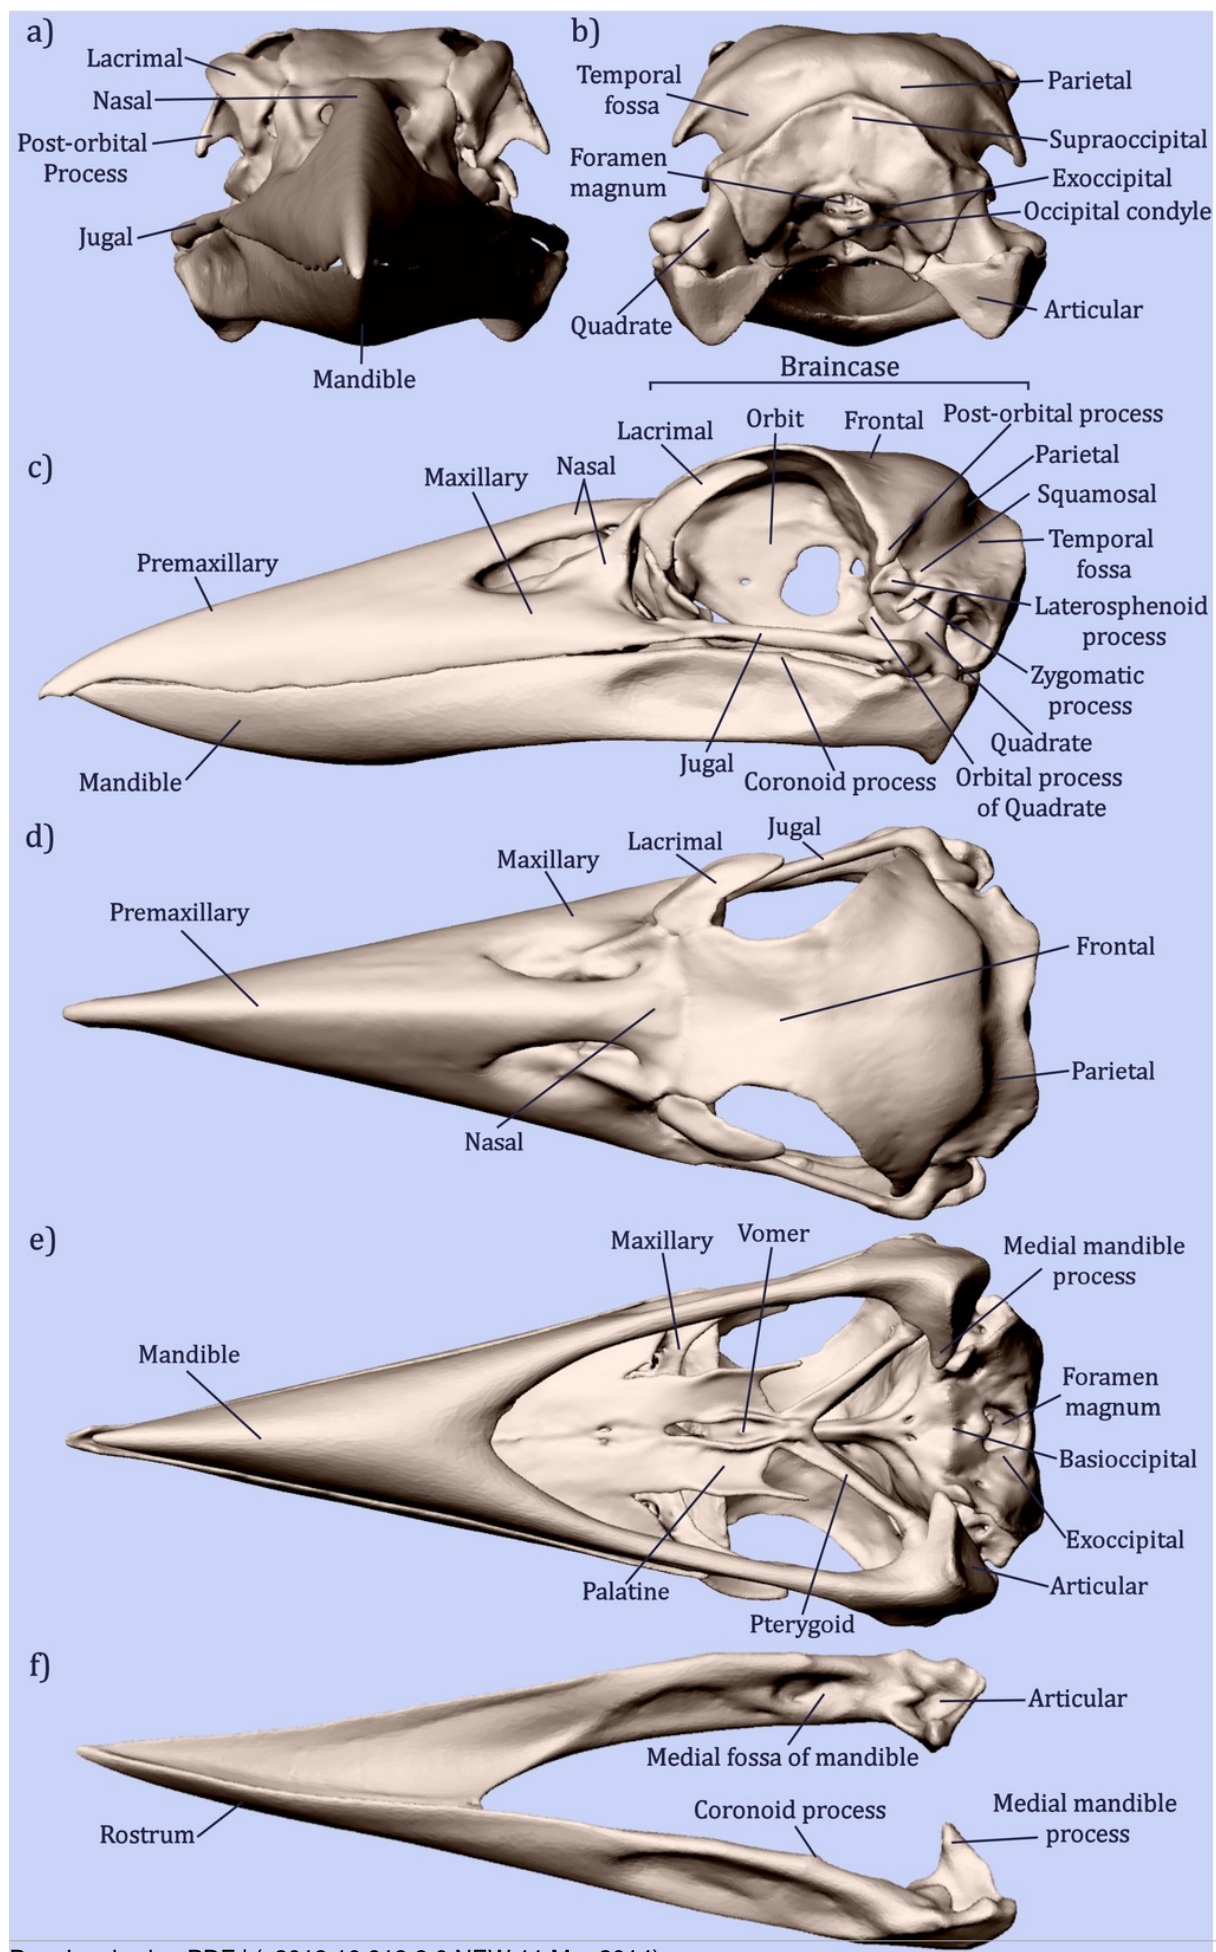 a)
Lacrimal
Nasal
Post-orbital
Process
Jugal
Mandible
b)
Temporal
fossa
Foramen
magnum
Quadrate
Parietal
Supraoccipital
Exoccipital
Occipital condyle
Articular
Braincase
c)
Premaxillary
Maxillary
Nasal
Lacrimal
Orbit
Frontal
Post-orbital process
Parietal
Squamosal
Temporal
fossa
Laterosphenoid
process
Zygomatic
process
Quadrate
Orbital process
of Quadrate
Coronoid process
Jugal
Mandible
d)
Premaxillary
Maxillary
Lacrimal
Jugal
Frontal
Parietal
Nasal
e)
Mandible
Maxillary
Vomer
Medial mandible
process
Foramen
magnum
Basioccipital
Exoccipital
Articular
Palatine
Pterygoid
f)
Articular
Medial fossa of mandible
Rostrum
Coronoid process
Medial mandible
process